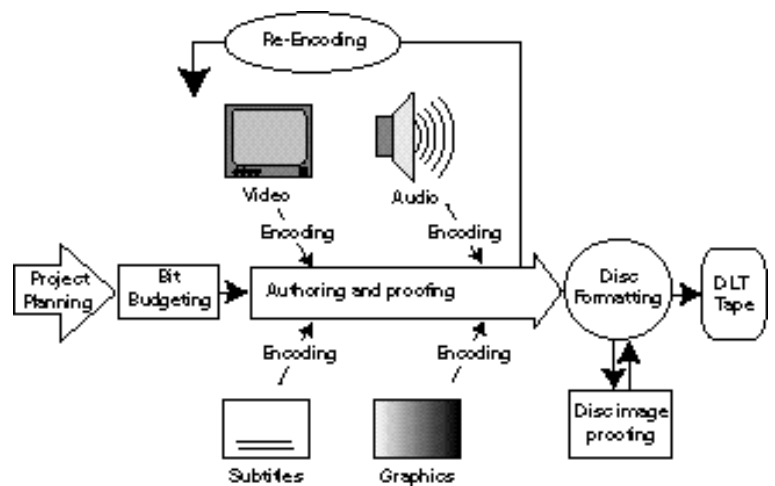 Re-Encoding
Video
Audio
Encoding
Encoding
Project
Planning
Bit
Budgeting
Authoring and proofing
Disc
Formatting
DLT
Tape
Encoding
Encoding
Disc image
proofing
Subtitles
Graphics